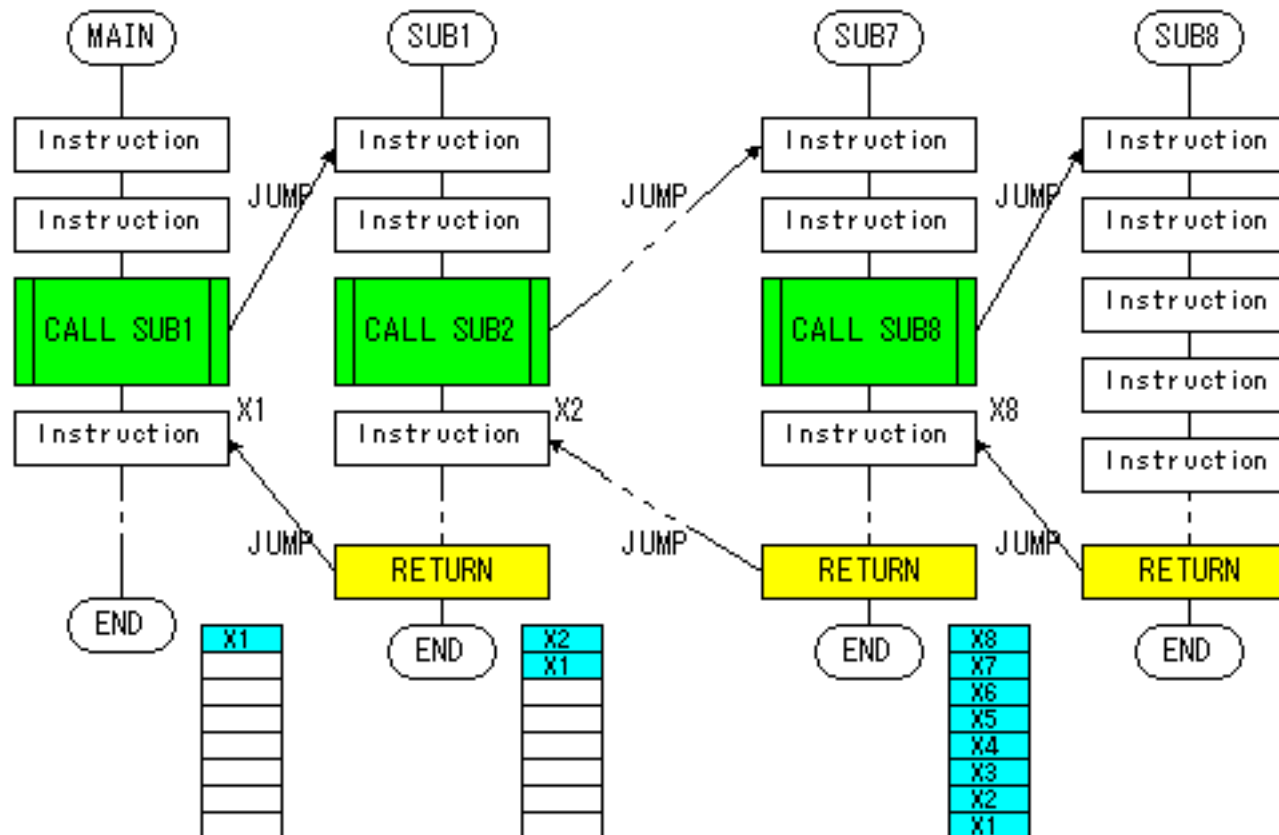 MAIN
SUB1
SUB7
SUB8
Instruction
Instruction
Instruction
Instruction
JUMP
JUMP
JUMP
Instruction
Instruction
Instruction
Instruction
CALL SUB1
CALL SUB2
CALL SUB8
Instruction
Instruction
X1
X2
X8
Instruction
Instruction
Instruction
Instruction
JUMP
JUMP
JUMP
RETURN
RETURN
RETURN
END
END
END
END
X1
X2
X1
X8
X7
X6
X5
X4
X3
X2
X1